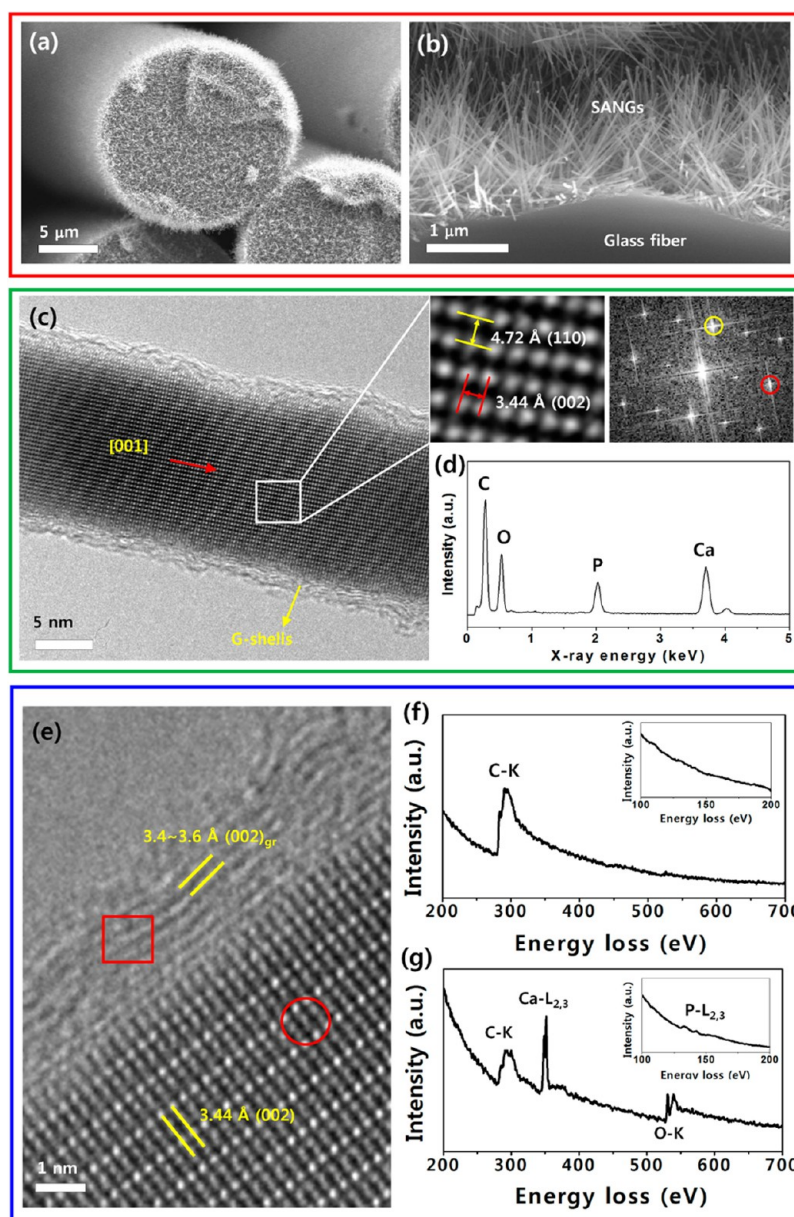 (a)
5 μm
(b)
SANGs
1 μm
Glass fiber
(c)
[001]
G-shells
5 nm
4.72 Å (110)
3.44 Å (002)
(d)
Intensity (a.u.)
C
O
P
Ca
0 1 2 3 4 5
X-ray energy (keV)
(e)
3.4~3.6 Å (002)gr
3.44 Å (002)
1 nm
(f)
Intensity (a.u.)
C-K
Intensity (a.u.)
100 150 200
Energy loss (eV)
200 300 400 500 600 700
Energy loss (eV)
(g)
Intensity (a.u.)
C-K
Ca-L2,3
O-K
Intensity (a.u.)
P-L2,3
100 150 200
Energy loss (eV)
200 300 400 500 600 700
Energy loss (eV)